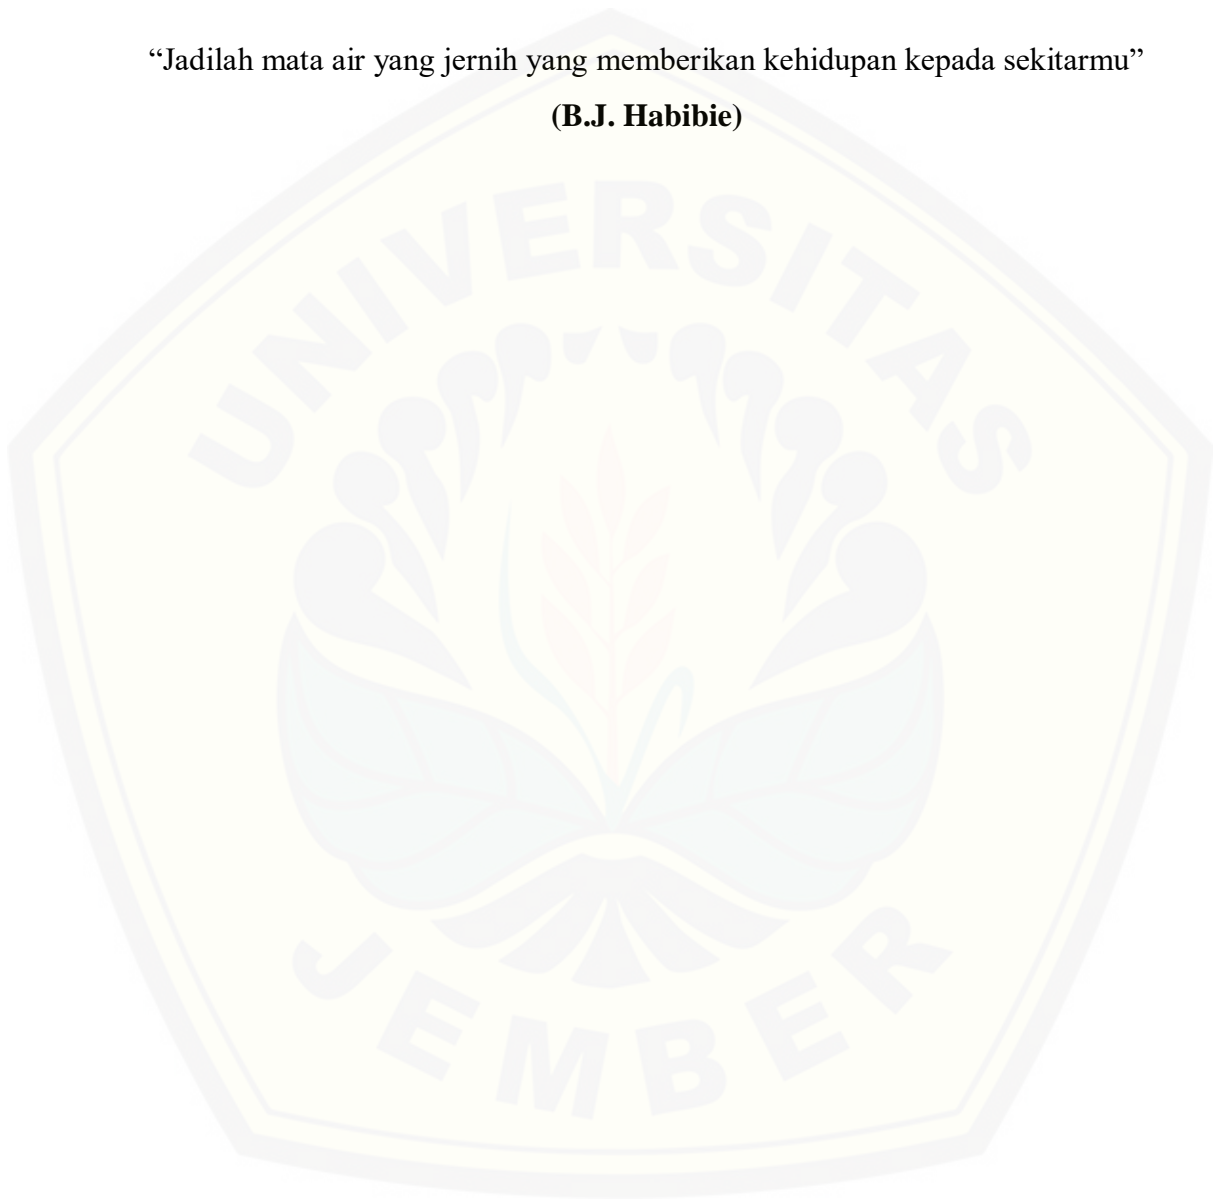 “Jadilah mata air yang jernih yang memberikan kehidupan kepada sekitarmu”
(B.J. Habibie)
UNIVERSITAS
JEMBER